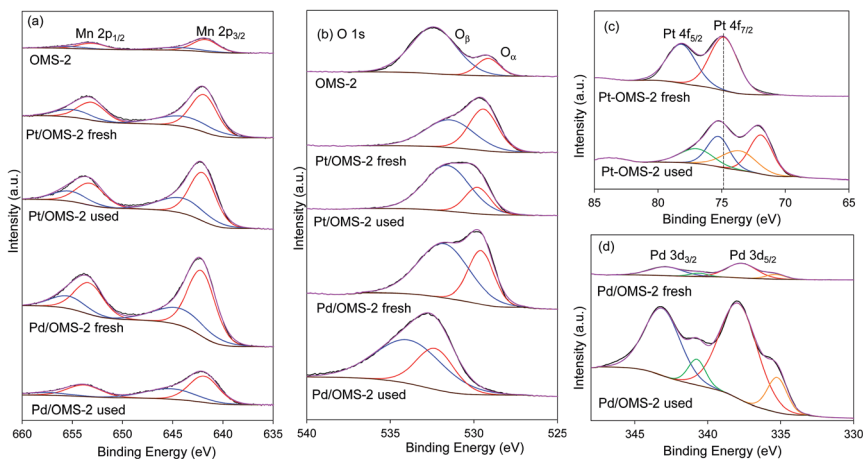 (a)
Mn 2p1/2
Mn 2p3/2
OMS-2
Pt/OMS-2 fresh
Pt/OMS-2 used
Pd/OMS-2 fresh
Pd/OMS-2 used
Intensity (a.u.)
660 655 650 645 640 635
Binding Energy (eV)
(b) O 1s
Oβ
Oα
OMS-2
Pt/OMS-2 fresh
Pt/OMS-2 used
Pd/OMS-2 fresh
Pd/OMS-2 used
Intensity (a.u.)
540 535 530 525
Binding Energy (eV)
(c)
Pt 4f5/2
Pt 4f7/2
Pt-OMS-2 fresh
Pt-OMS-2 used
Intensity (a.u.)
85 80 75 70 65
Binding Energy (eV)
(d)
Pd 3d3/2
Pd 3d5/2
Pd/OMS-2 fresh
Pd/OMS-2 used
Intensity (a.u.)
345 340 335 330
Binding Energy (eV)